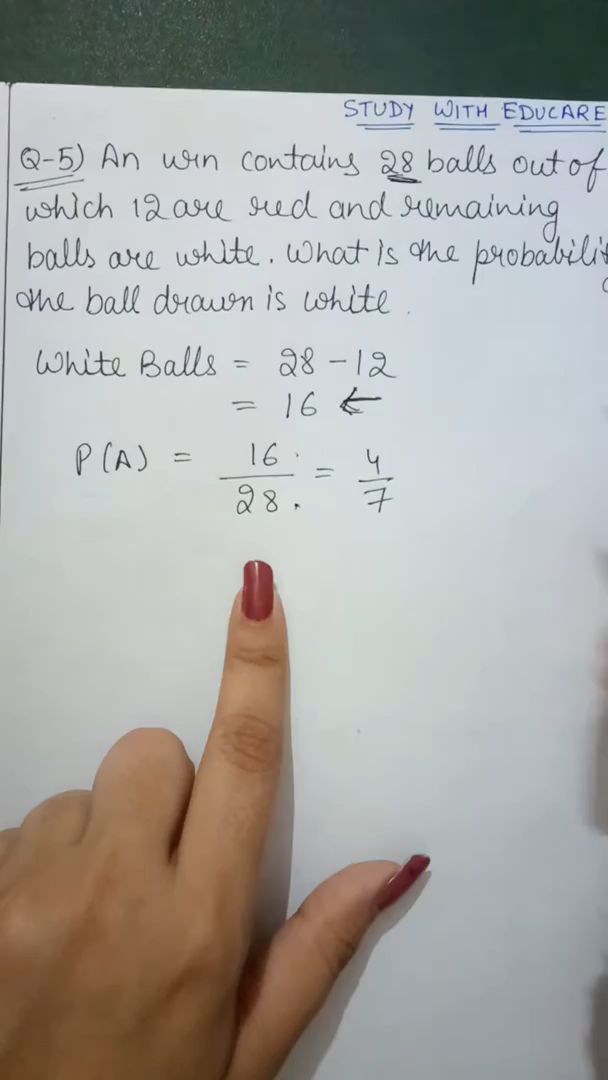 STUDY WITH EDUCARE
Q-5) An urn contains 28 balls out of
which 12 are red and remaining
balls are white. What is the probabilit
the ball drawn is white.
White Balls = 28 - 12
= 16 ←
P(A) = 16/28 = 4/7